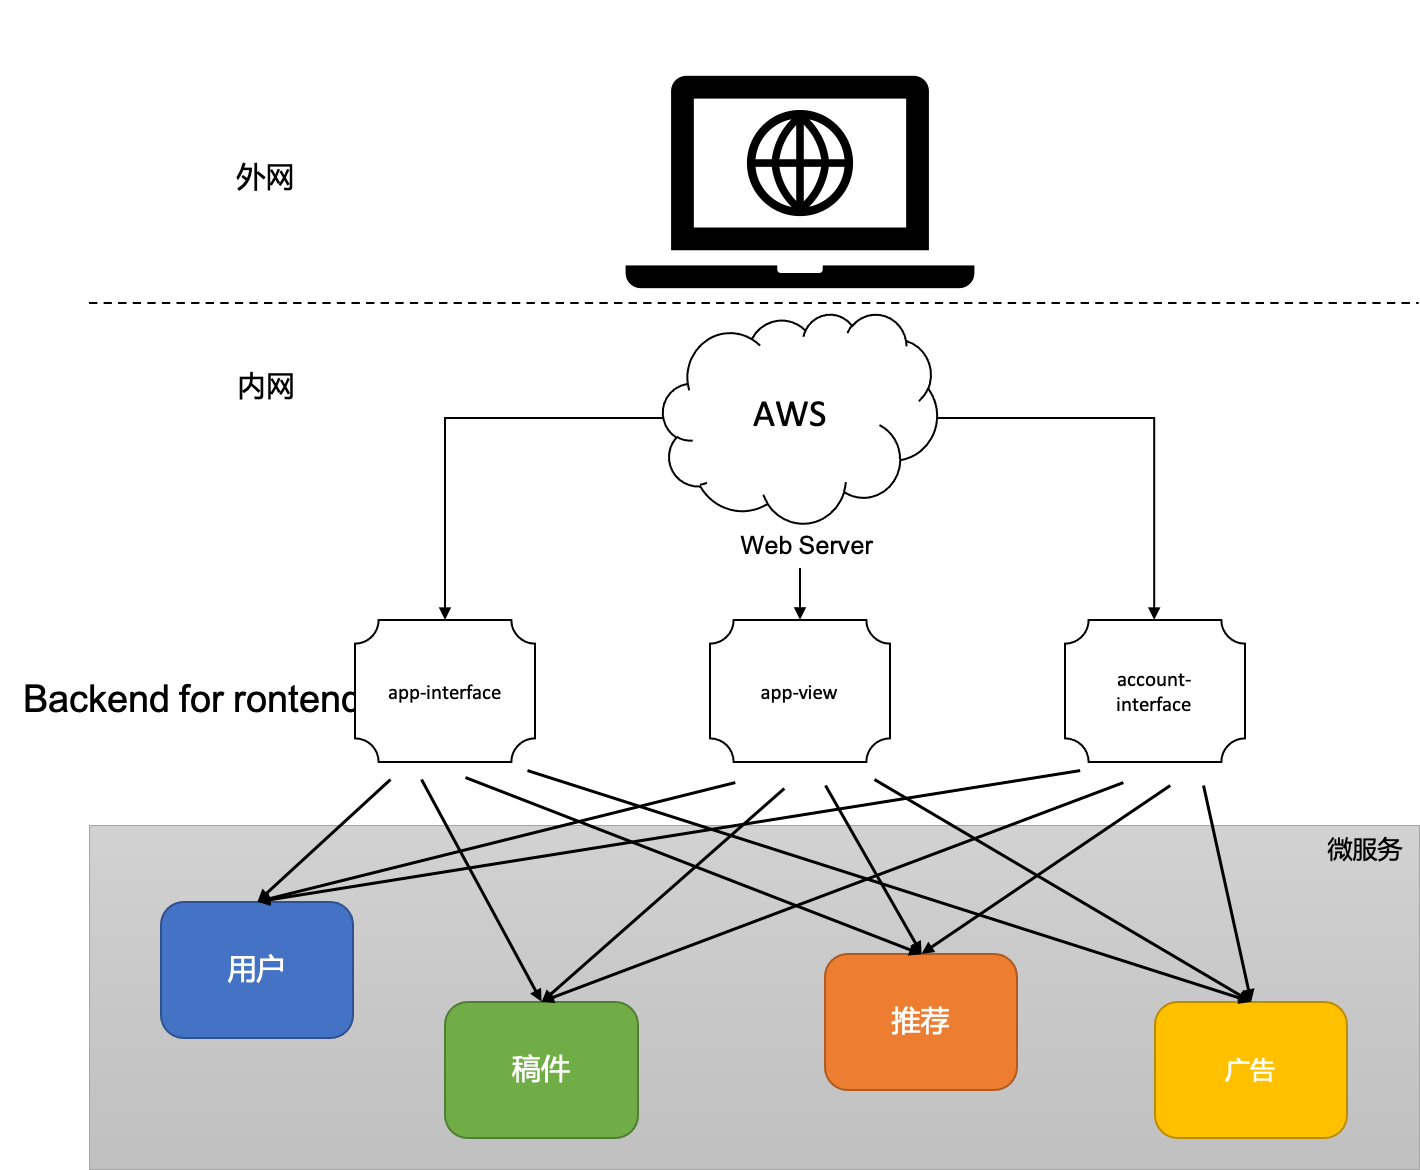 外网
内网
AWS
Web Server
Backend for rontend
app-interface
app-view
account-
interface
微服务
用户
稿件
推荐
广告